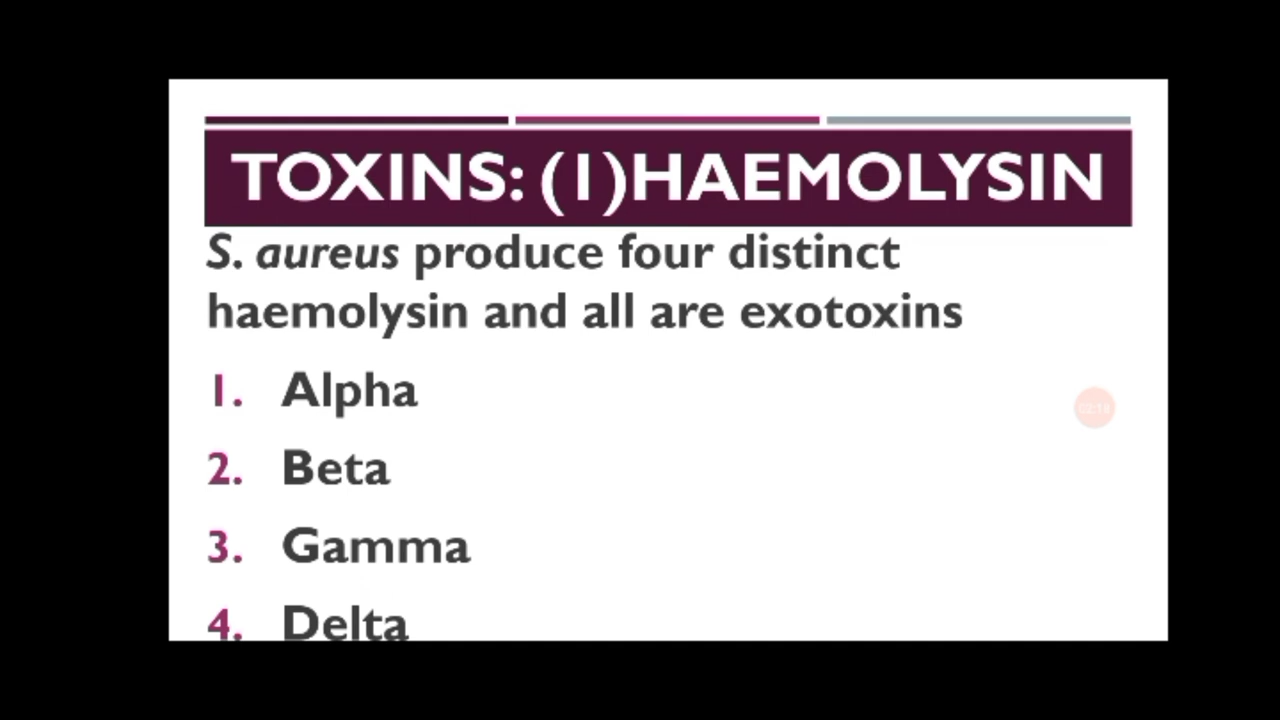 TOXINS: (1)HAEMOLYSIN
S. aureus produce four distinct
haemolysin and all are exotoxins
1. Alpha
2. Beta
3. Gamma
4. Delta